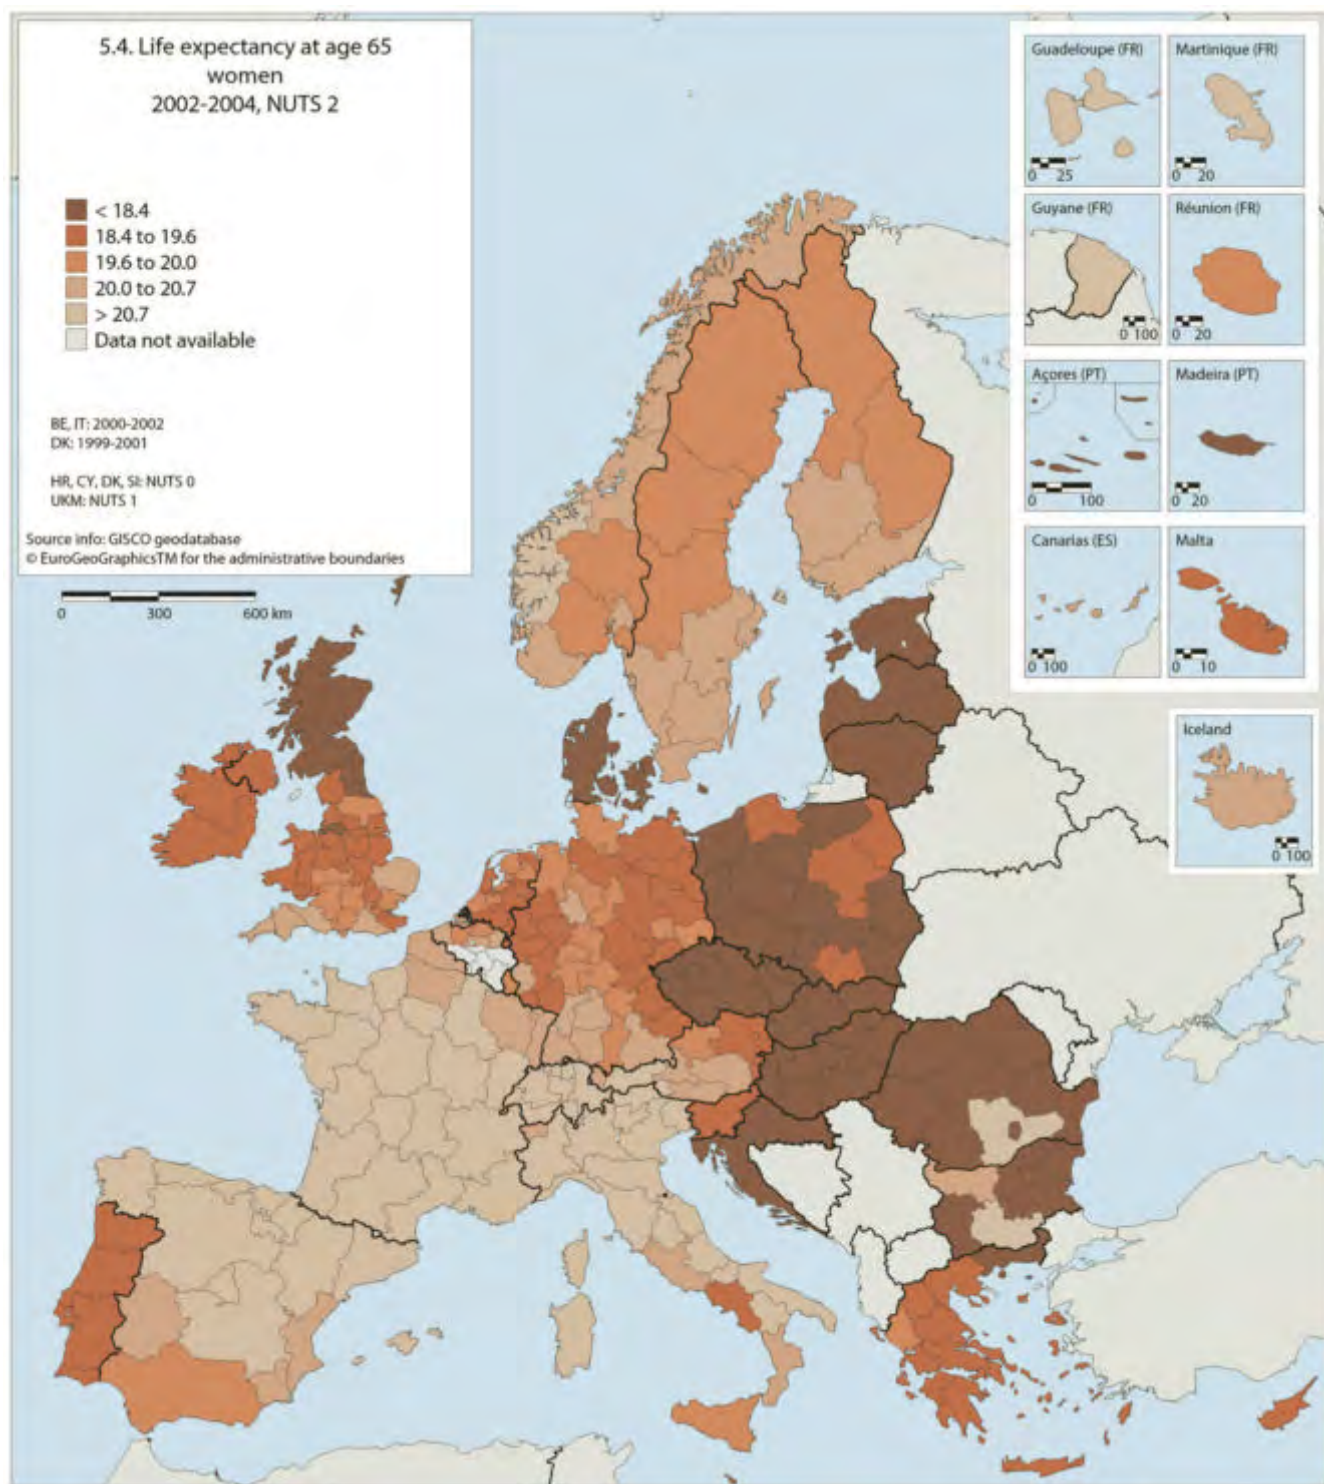 5.4. Life expectancy at age 65
women
2002-2004, NUTS 2
< 18.4
18.4 to 19.6
19.6 to 20.0
20.0 to 20.7
> 20.7
Data not available
BE, IT: 2000-2002
DK: 1999-2001
HR, CY, DK, SI: NUTS 0
UKM: NUTS 1
Source info: GISCO geodatabase
© EuroGeoGraphicsTM for the administrative boundaries
0 300 600 km
Guadeloupe (FR)
0 25
Martinique (FR)
0 20
Guyane (FR)
0 100
Réunion (FR)
0 20
Açores (PT)
0 100
Madeira (PT)
0 20
Canarias (ES)
0 100
Malta
0 10
Iceland
0 100